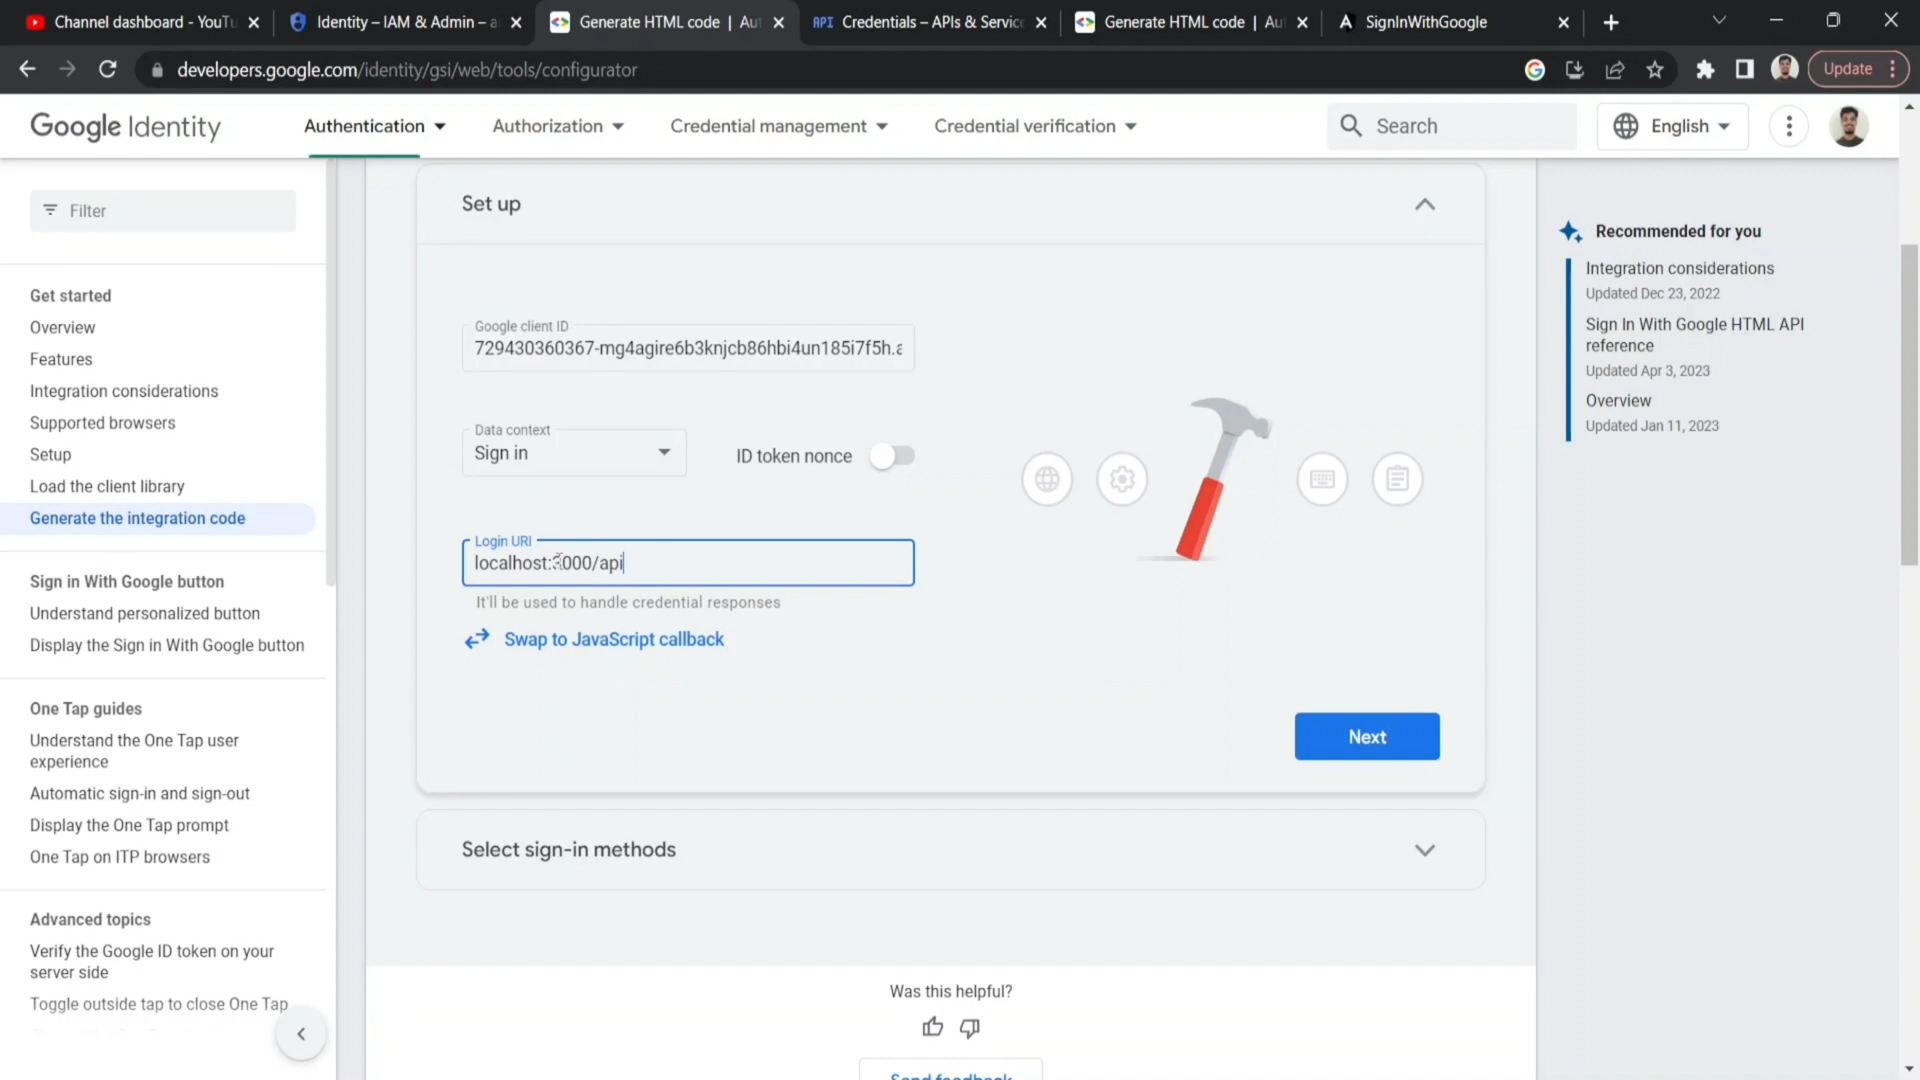 Channel dashboard - YouTu
Identity – IAM & Admin – a
Generate HTML code | Aut
API Credentials – APIs & Service
Generate HTML code | Au
SignInWithGoogle
developers.google.com/identity/gsi/web/tools/configurator
Update
Google Identity
Authentication
Authorization
Credential management
Credential verification
Search
English
Filter
Get started
Overview
Features
Integration considerations
Supported browsers
Setup
Load the client library
Generate the integration code
Sign in With Google button
Understand personalized button
Display the Sign in With Google button
One Tap guides
Understand the One Tap user
experience
Automatic sign-in and sign-out
Display the One Tap prompt
One Tap on ITP browsers
Advanced topics
Verify the Google ID token on your
server side
Toggle outside tap to close One Tap
Set up
Google client ID
729430360367-mg4agire6b3knjcb86hbi4un185i7f5h.a
Data context
Sign in
ID token nonce
Login URI
localhost:3000/api
It'll be used to handle credential responses
Swap to JavaScript callback
Next
Select sign-in methods
Was this helpful?
Send feedback
Recommended for you
Integration considerations
Updated Dec 23, 2022
Sign In With Google HTML API
reference
Updated Apr 3, 2023
Overview
Updated Jan 11, 2023